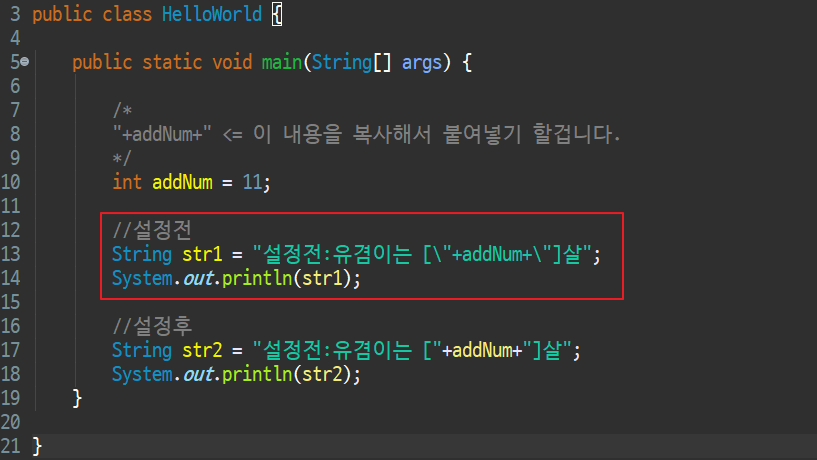 3 public class HelloWorld {
4
5 public static void main(String[] args) {
6
7 /*
8 "+addNum+" <= 이 내용을 복사해서 붙여넣기 할겁니다.
9 */
10 int addNum = 11;
11
12 //설정전
13 String str1 = "설정전:유겸이는 [\"+addNum+\"]살";
14 System.out.println(str1);
15
16 //설정후
17 String str2 = "설정전:유겸이는 ["+addNum+"]살";
18 System.out.println(str2);
19 }
20
21 }